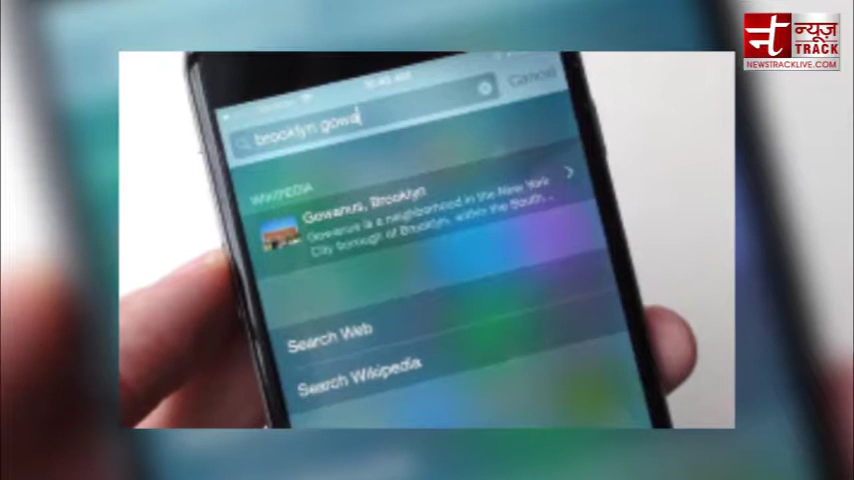 न्यूज़
TRACK
NEWSTRACKLIVE.COM
Cancel
brooklyn gowa
WIKIPEDIA
Gowanus, Brooklyn
Gowanus is a neighborhood in the New York
City borough of Brooklyn, within the South...
Search Web
Search Wikipedia